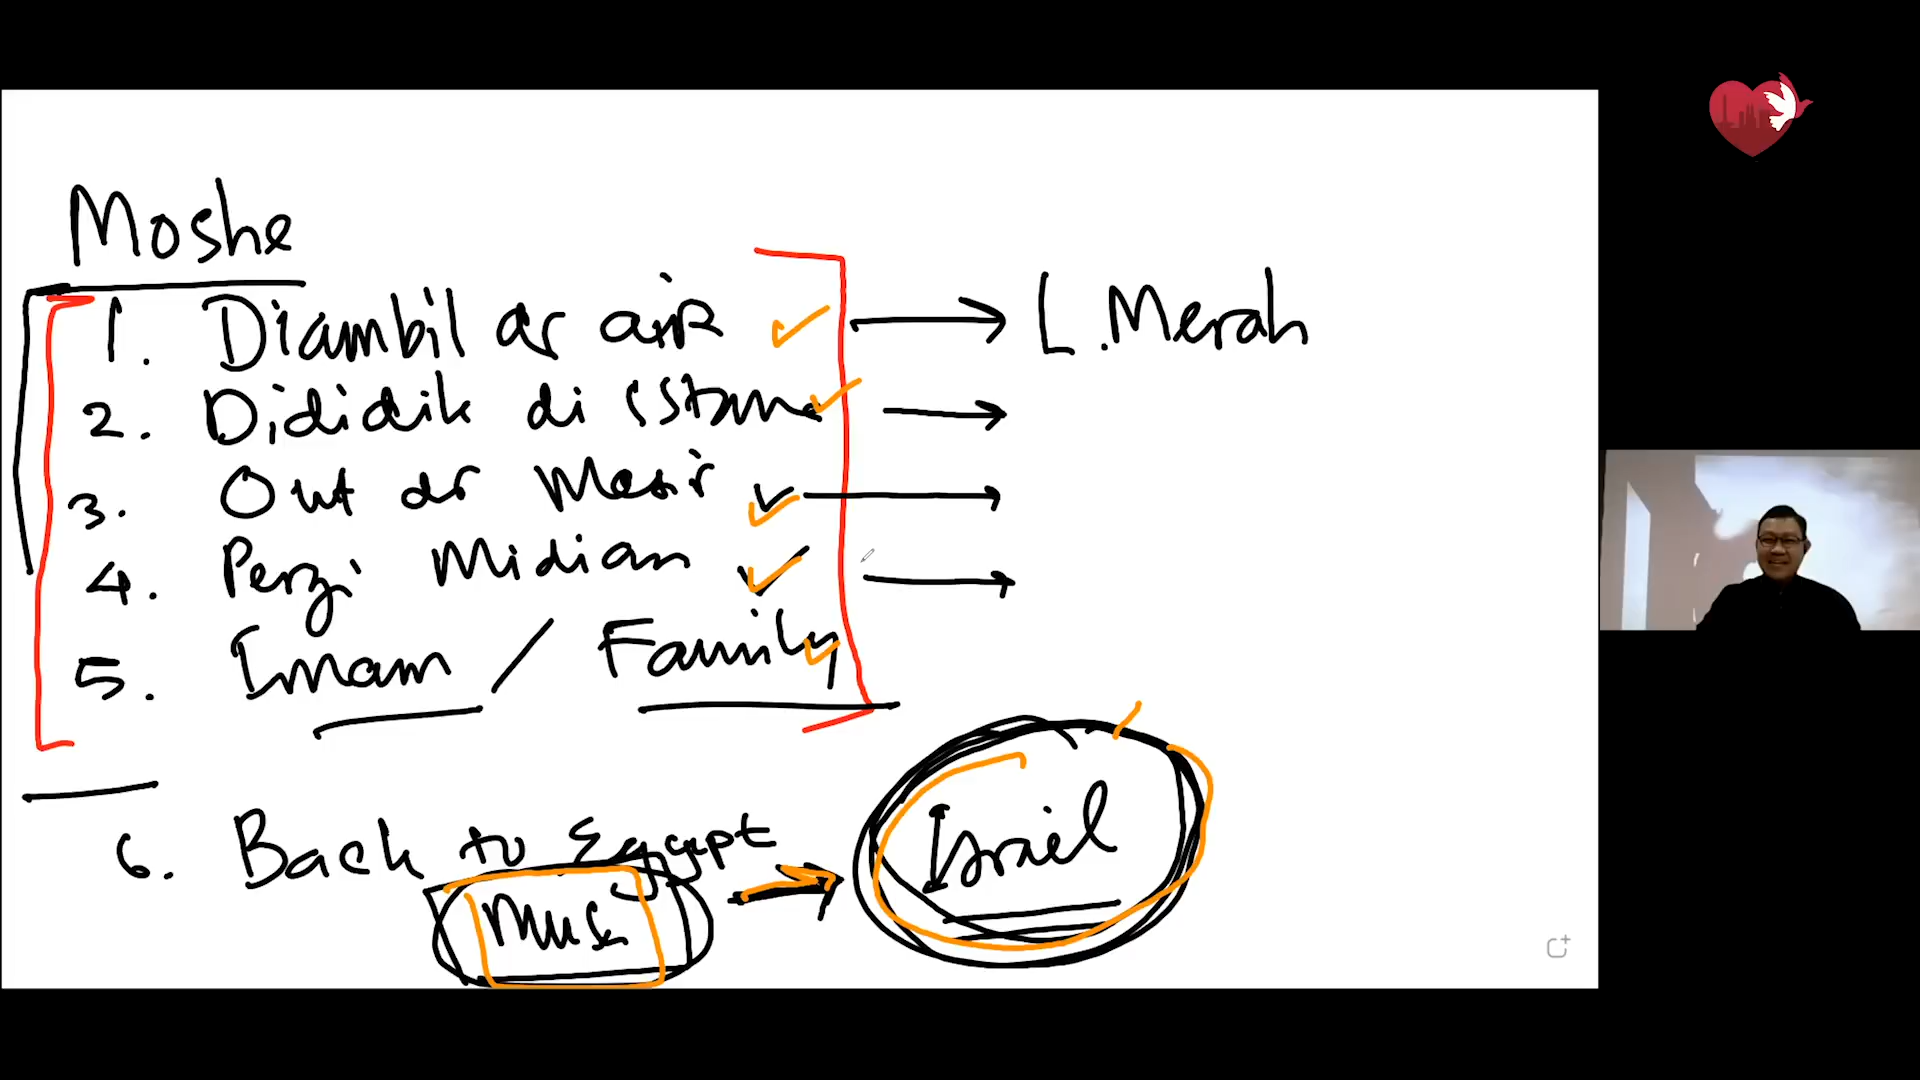 Moshe
1. Diambil dr air → L. Merah
2. Dididik di istana →
3. Out dr Mesir →
4. Pergi Midian →
5. Imam / Family
6. Back to Egypt
Musa → Israel